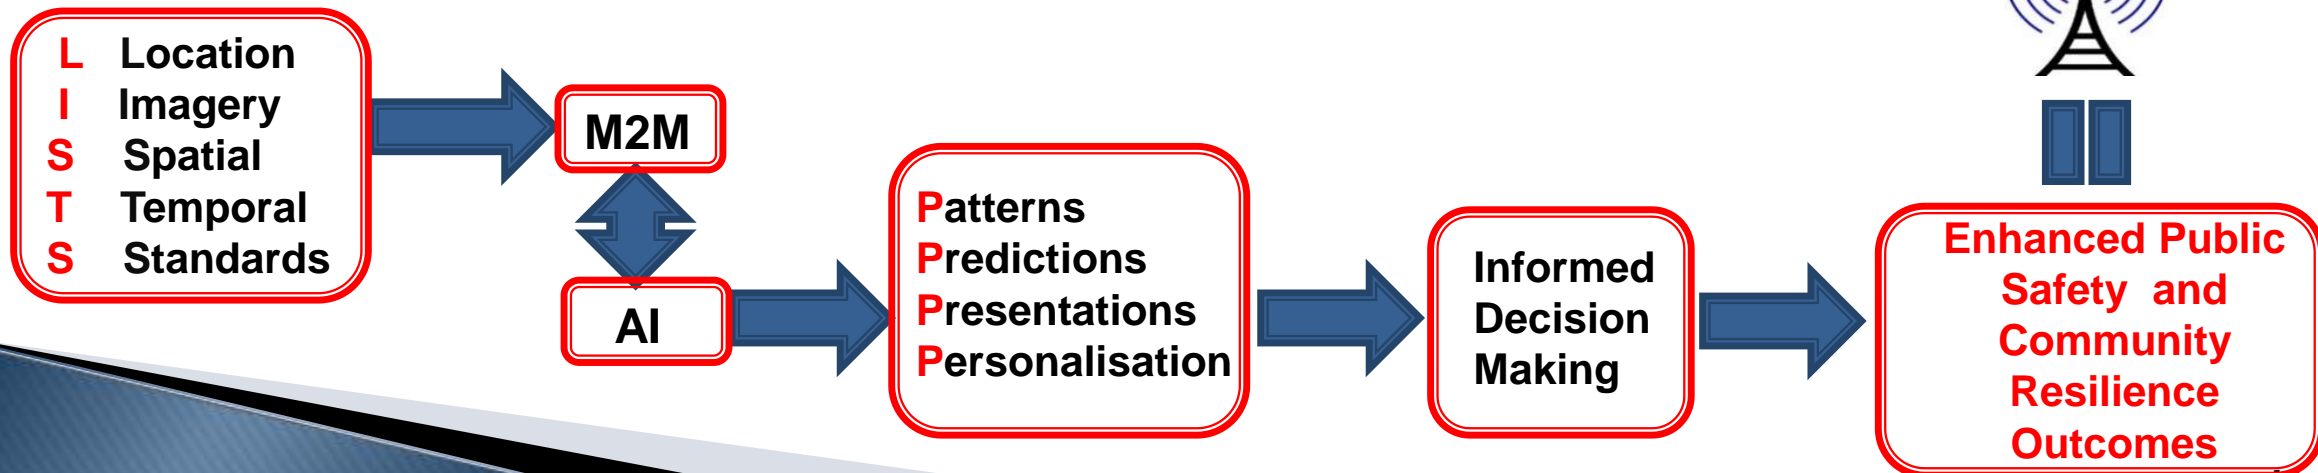 L Location
I Imagery
S Spatial
T Temporal
S Standards
M2M
AI
Patterns
Predictions
Presentations
Personalisation
Informed
Decision
Making
Enhanced Public
Safety and
Community
Resilience
Outcomes